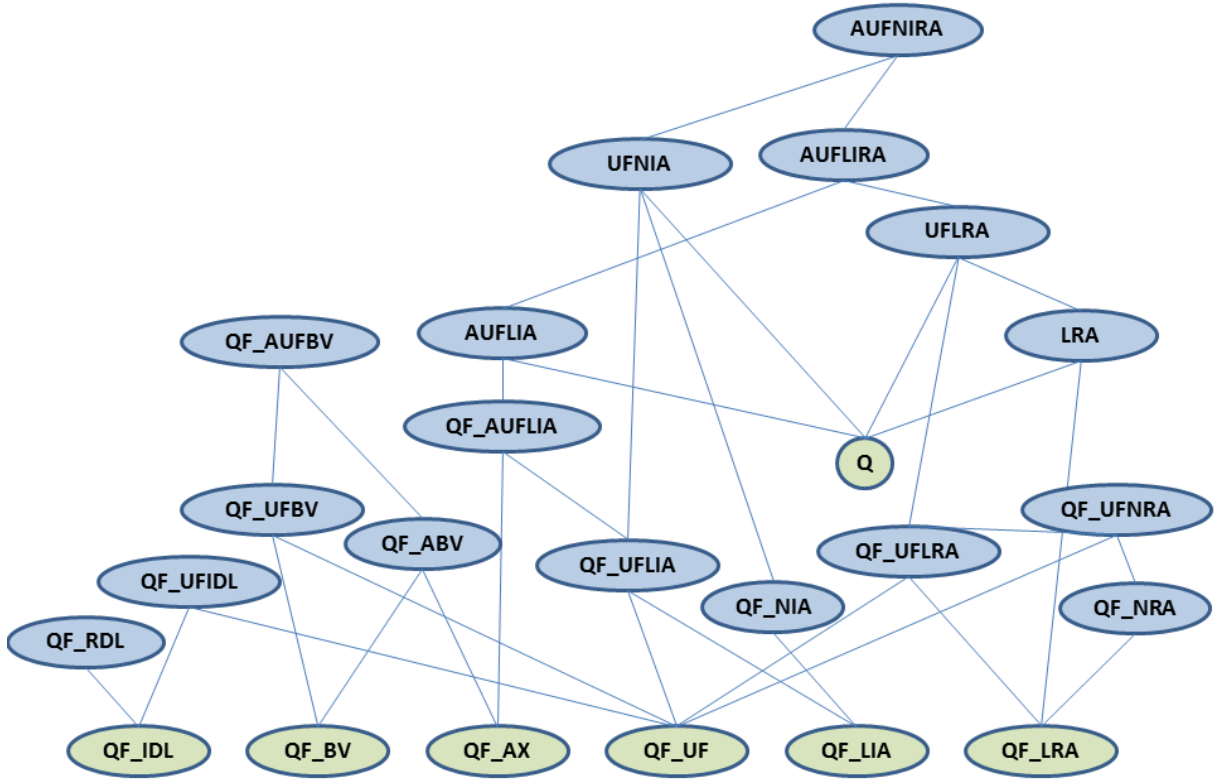 AUFNIRA
UFNIA
AUFLIRA
UFLRA
AUFLIA
LRA
QF_AUFBV
QF_AUFLIA
Q
QF_UFBV
QF_UFNRA
QF_ABV
QF_UFLRA
QF_UFLIA
QF_UFIDL
QF_NIA
QF_NRA
QF_RDL
QF_IDL
QF_BV
QF_AX
QF_UF
QF_LIA
QF_LRA